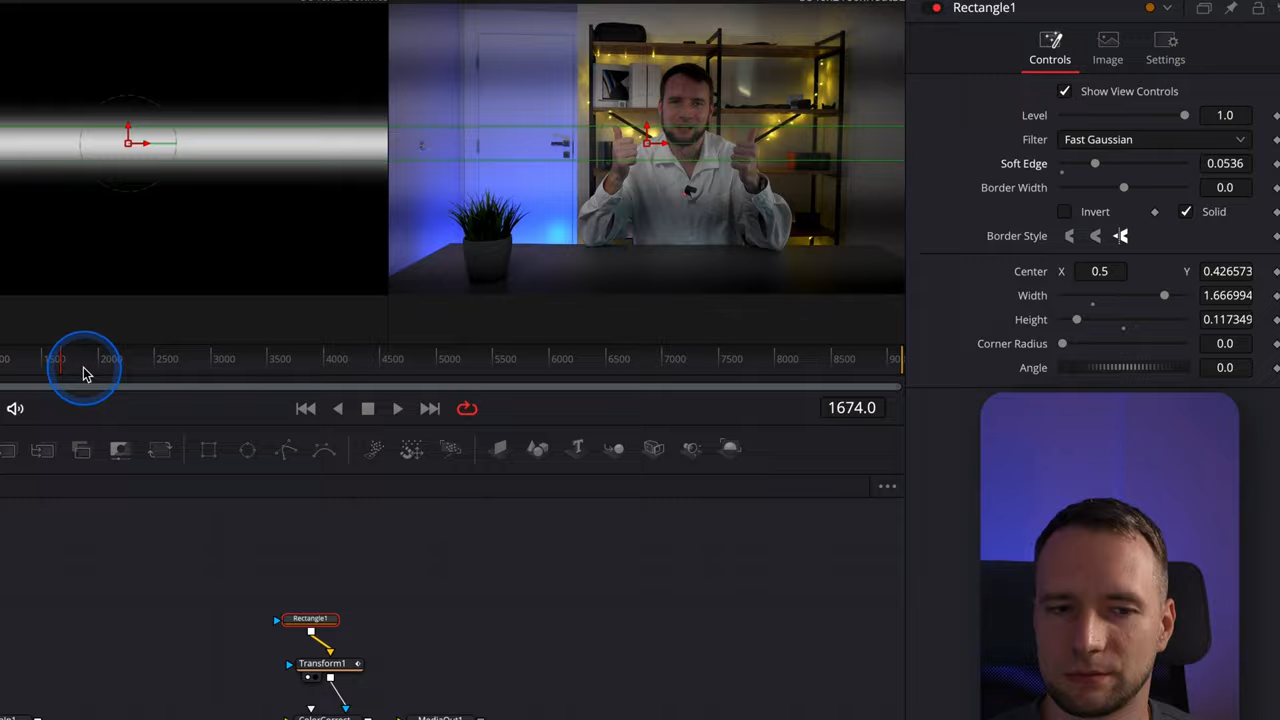 Rectangle1
Controls
Image
Settings
Show View Controls
Level 1.0
Filter Fast Gaussian
Soft Edge 0.0536
Border Width 0.0
Invert Solid
Border Style
Center X 0.5 Y 0.426573
Width 1.666994
Height 0.117349
Corner Radius 0.0
Angle 0.0
1500 2000 2500 3000 3500 4000 4500 5000 5500 6000 6500 7000 7500 8000 8500
1674.0
Rectangle1
Transform1
ColorCorrect
MediaOut1